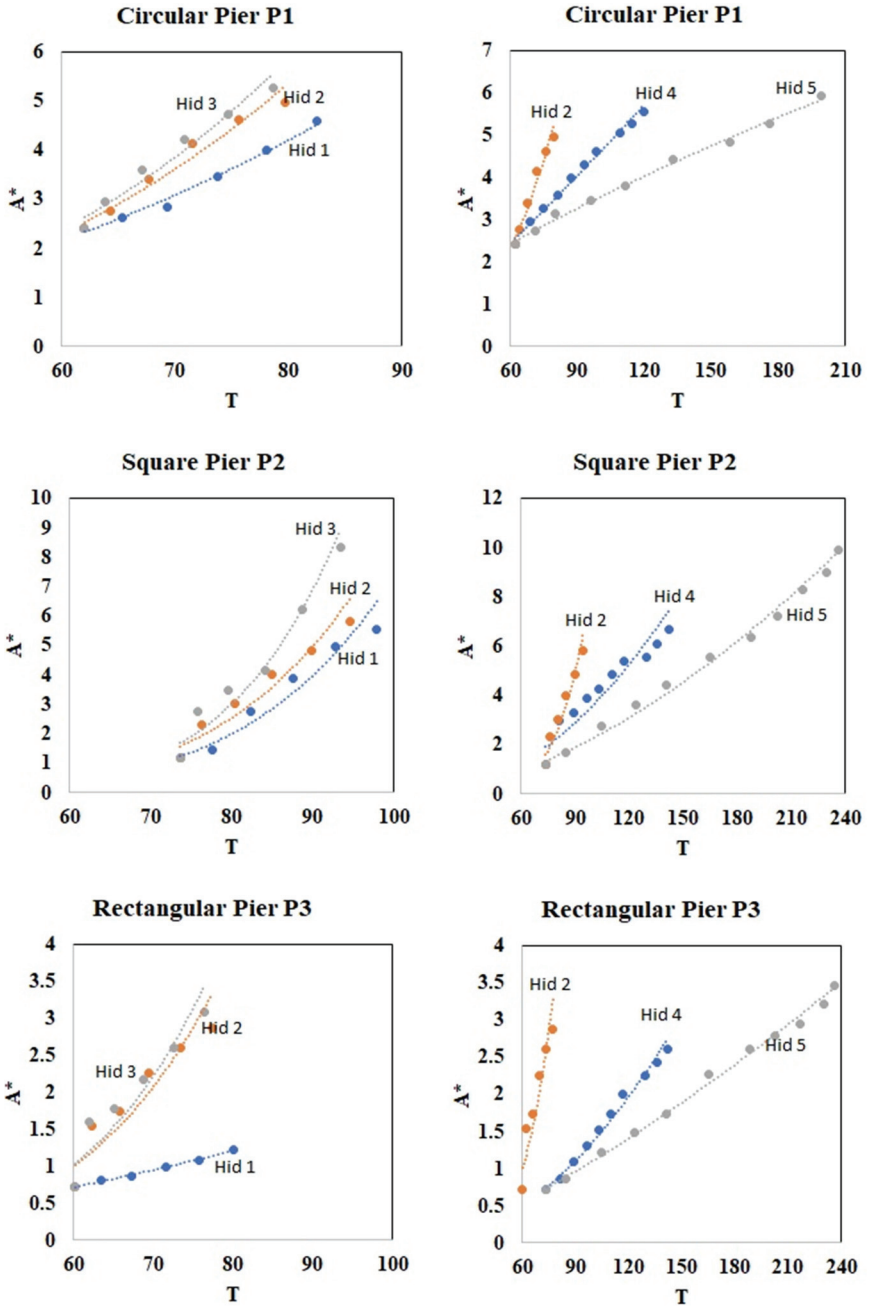 Circular Pier P1
6
5
4
3
2
1
0
A*
Hid 3
Hid 2
Hid 1
60 70 80 90
T
Circular Pier P1
7
6
5
4
3
2
1
0
A*
Hid 2
Hid 4
Hid 5
60 90 120 150 180 210
T
Square Pier P2
10
9
8
7
6
5
4
3
2
1
0
A*
Hid 3
Hid 2
Hid 1
60 70 80 90 100
T
Square Pier P2
12
10
8
6
4
2
0
A*
Hid 2
Hid 4
Hid 5
60 90 120 150 180 210 240
T
Rectangular Pier P3
4
3.5
3
2.5
2
1.5
1
0.5
0
A*
Hid 2
Hid 3
Hid 1
60 70 80 90 100
T
Rectangular Pier P3
4
3.5
3
2.5
2
1.5
1
0.5
0
A*
Hid 2
Hid 4
Hid 5
60 90 120 150 180 210 240
T